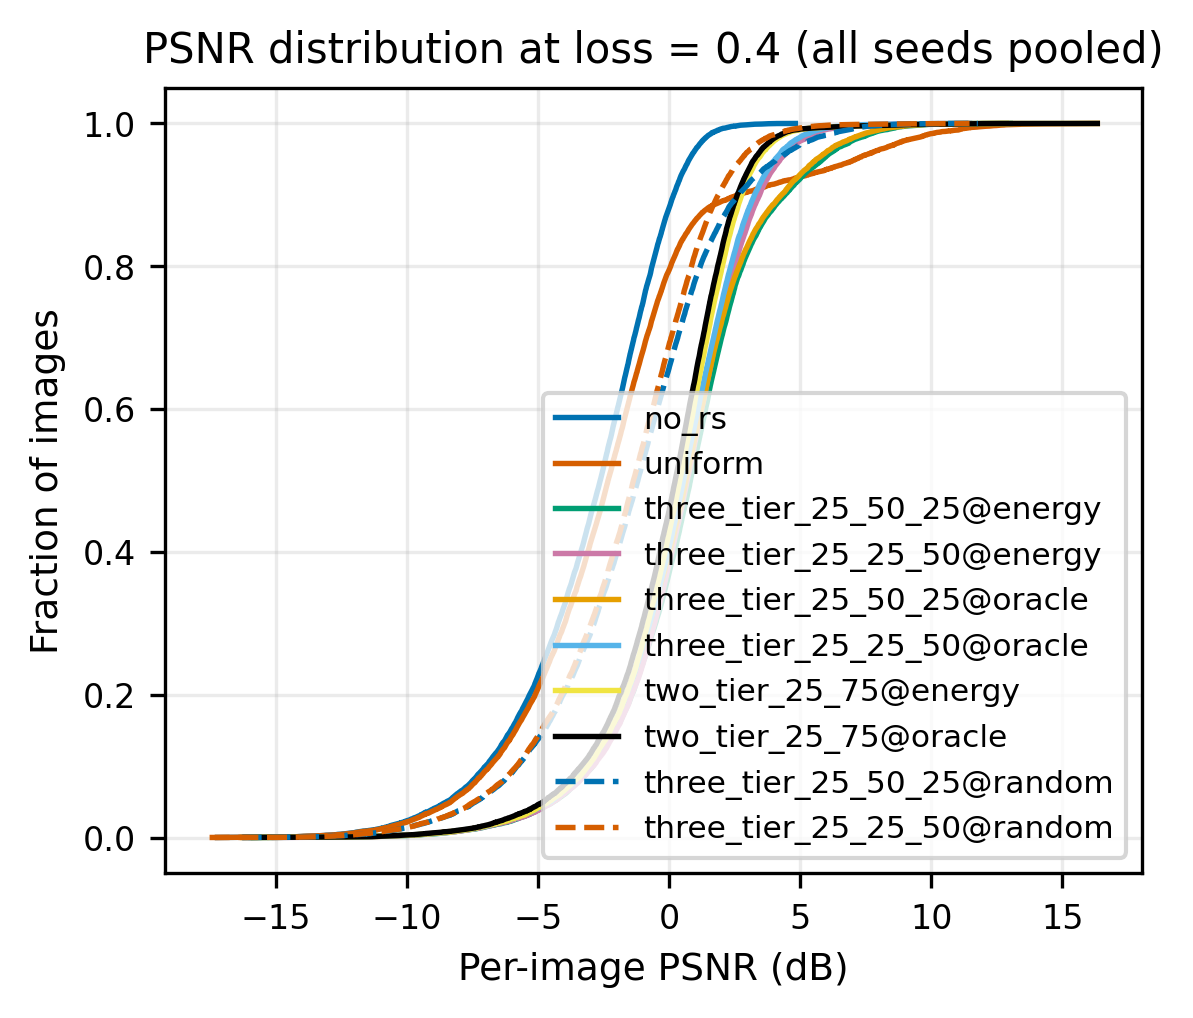 PSNR distribution at loss = 0.4 (all seeds pooled)
1.0
0.8
0.6
0.4
0.2
0.0
Fraction of images
no_rs
uniform
three_tier_25_50_25@energy
three_tier_25_25_50@energy
three_tier_25_50_25@oracle
three_tier_25_25_50@oracle
two_tier_25_75@energy
two_tier_25_75@oracle
three_tier_25_50_25@random
three_tier_25_25_50@random
−15 −10 −5 0 5 10 15
Per-image PSNR (dB)